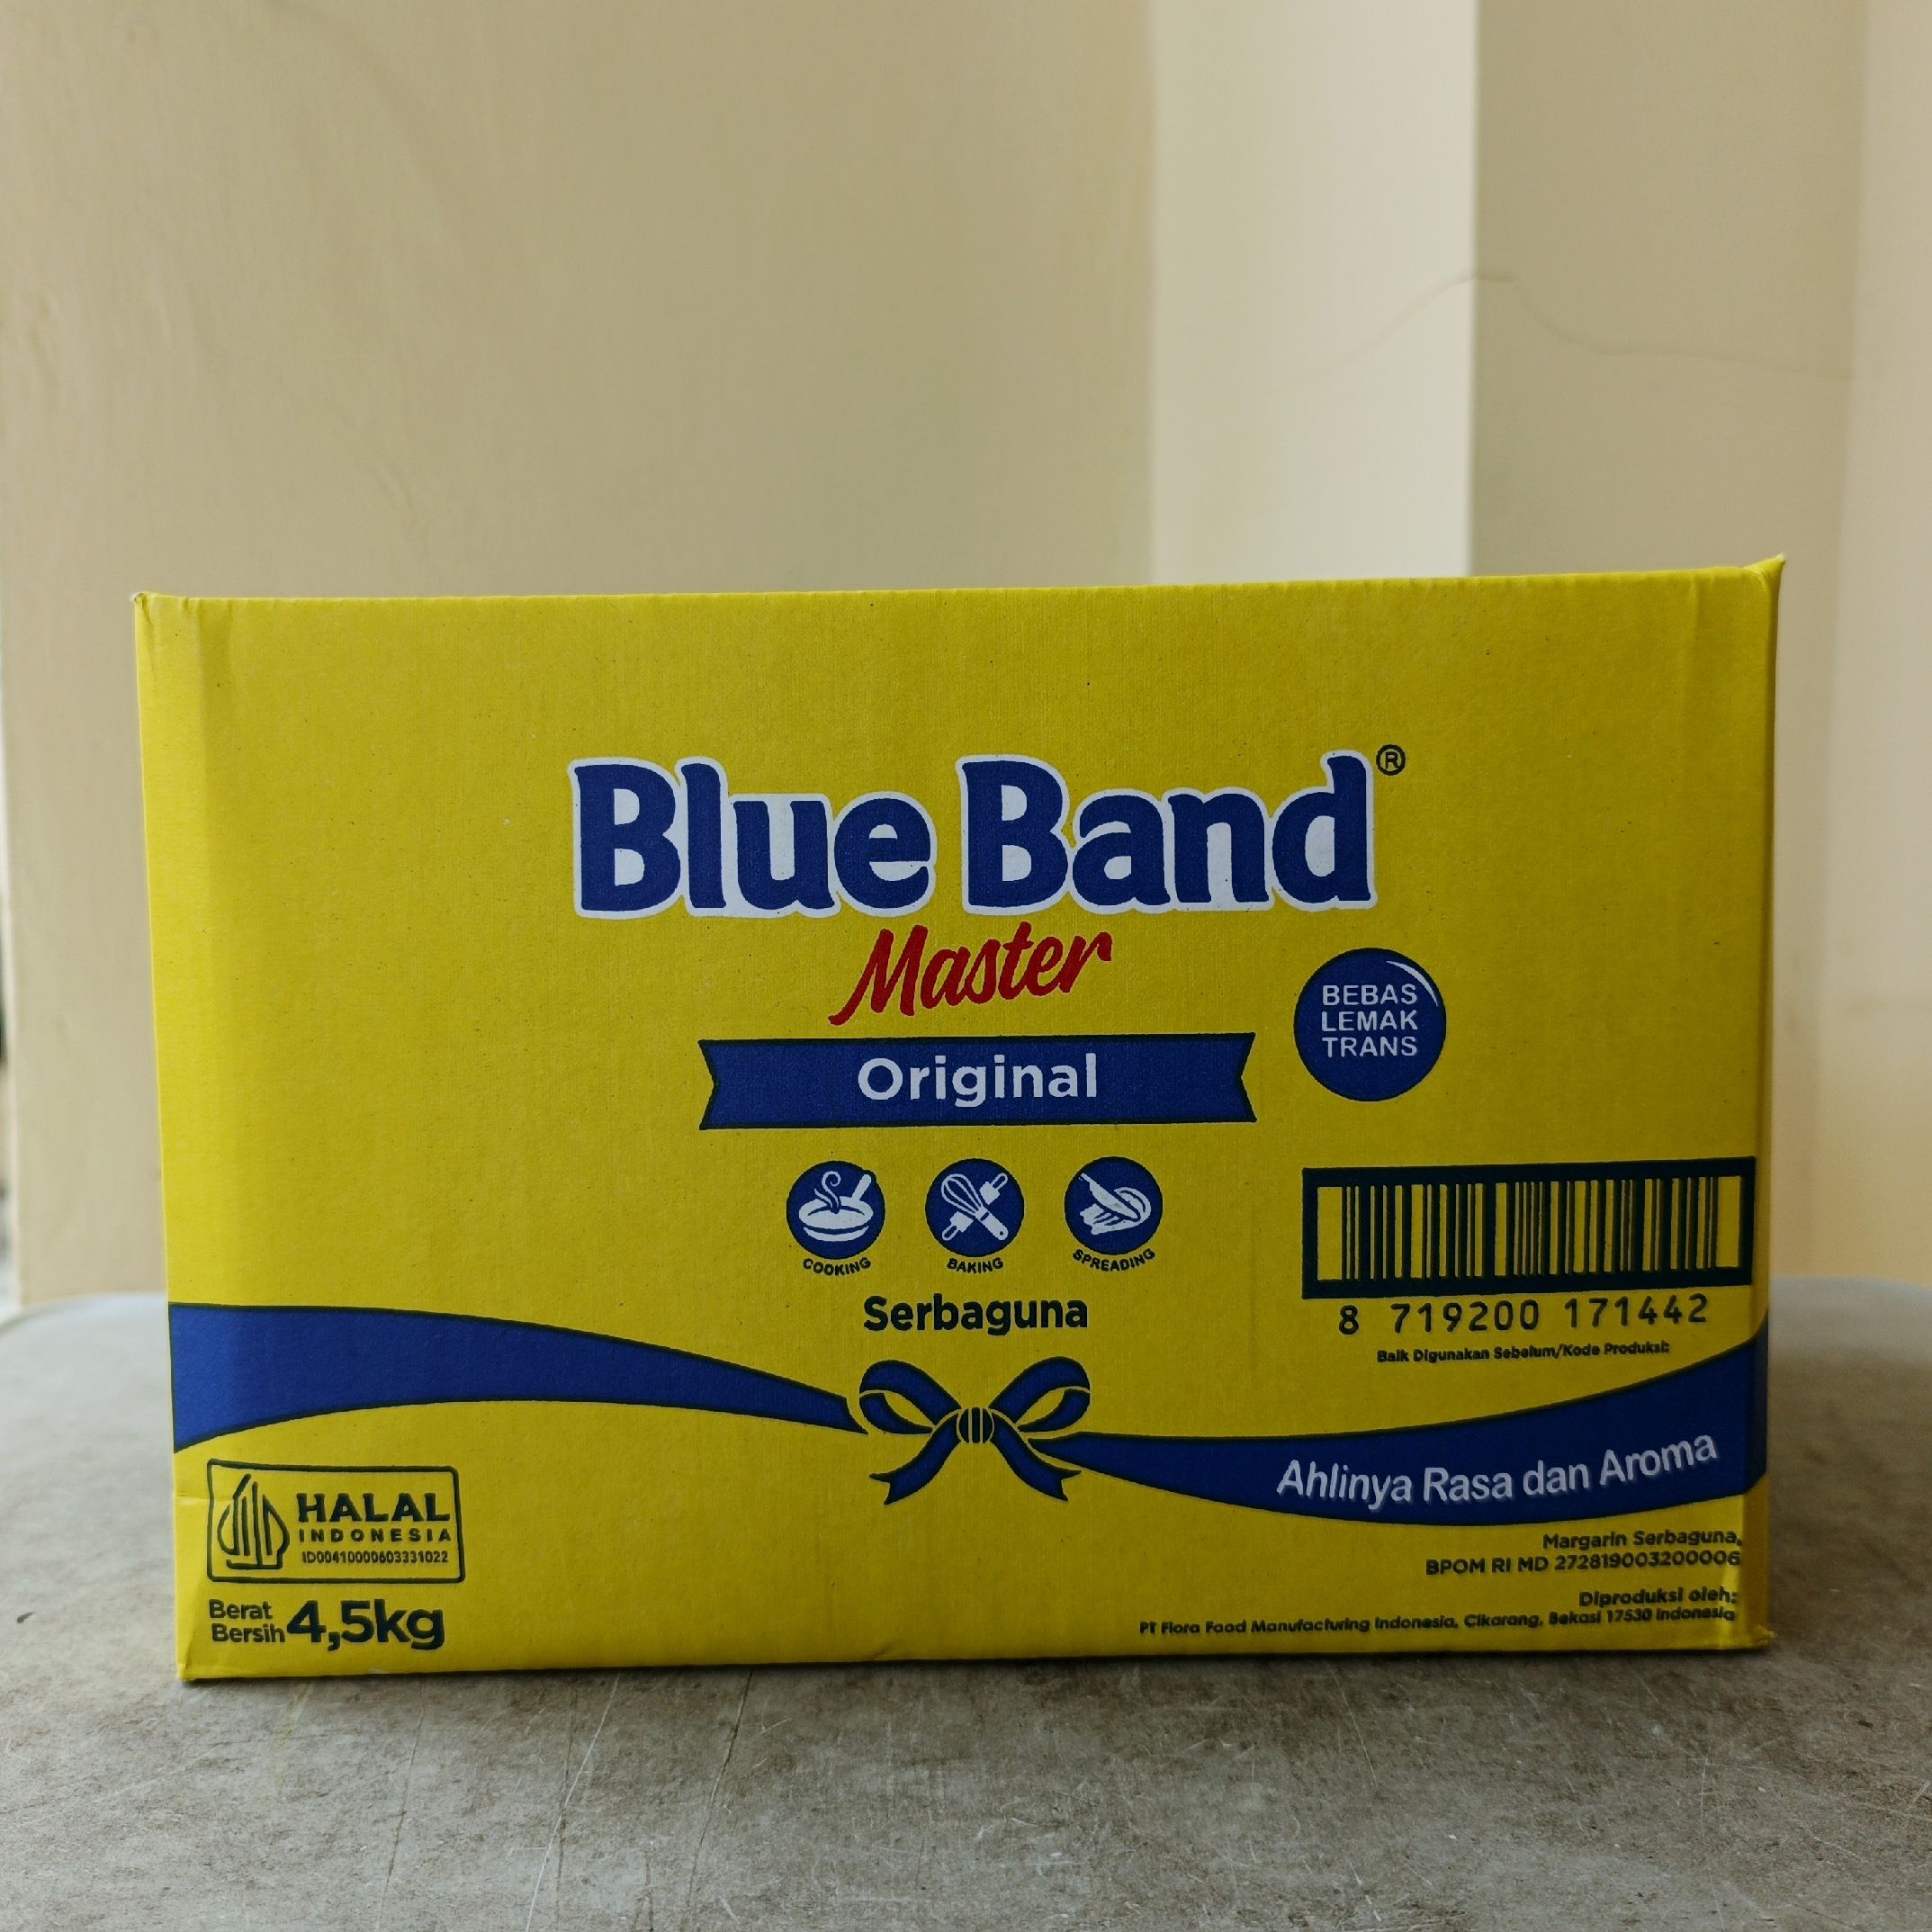 Blue Band®
Master
Original
BEBAS
LEMAK
TRANS
COOKING
BAKING
SPREADING
Serbaguna
8 719200 171442
Baik Digunakan Sebelum/Kode Produksi:
Ahlinya Rasa dan Aroma
HALAL
INDONESIA
ID00410000603331022
Berat
Bersih 4,5kg
Margarin Serbaguna,
BPOM RI MD 272819003200006
Diproduksi oleh:
PT Flora Food Manufacturing Indonesia, Cikarang, Bekasi 17530 Indonesia